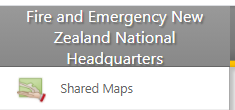 Fire and Emergency New
Zealand National
Headquarters
Shared Maps